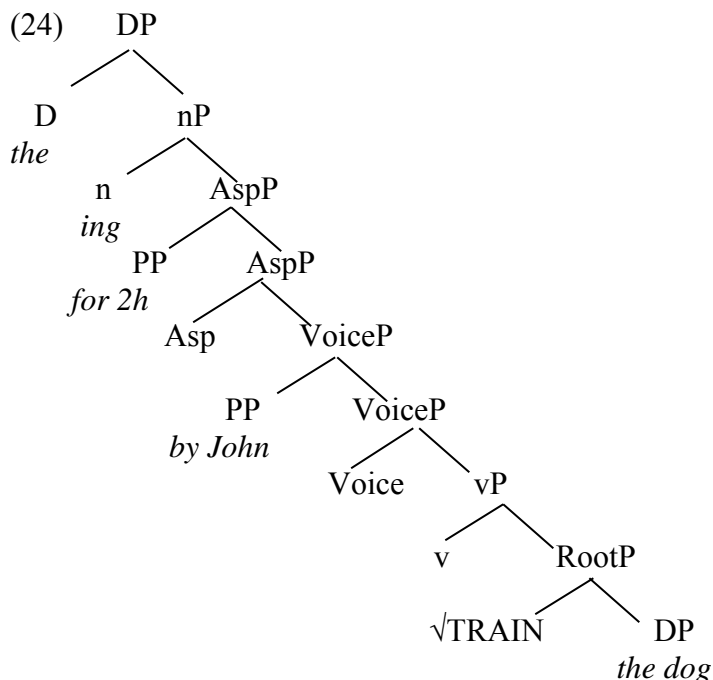 (24) DP
D nP
the
n AspP
ing
PP AspP
for 2h
Asp VoiceP
PP VoiceP
by John
Voice vP
v RootP
√TRAIN DP
the dog